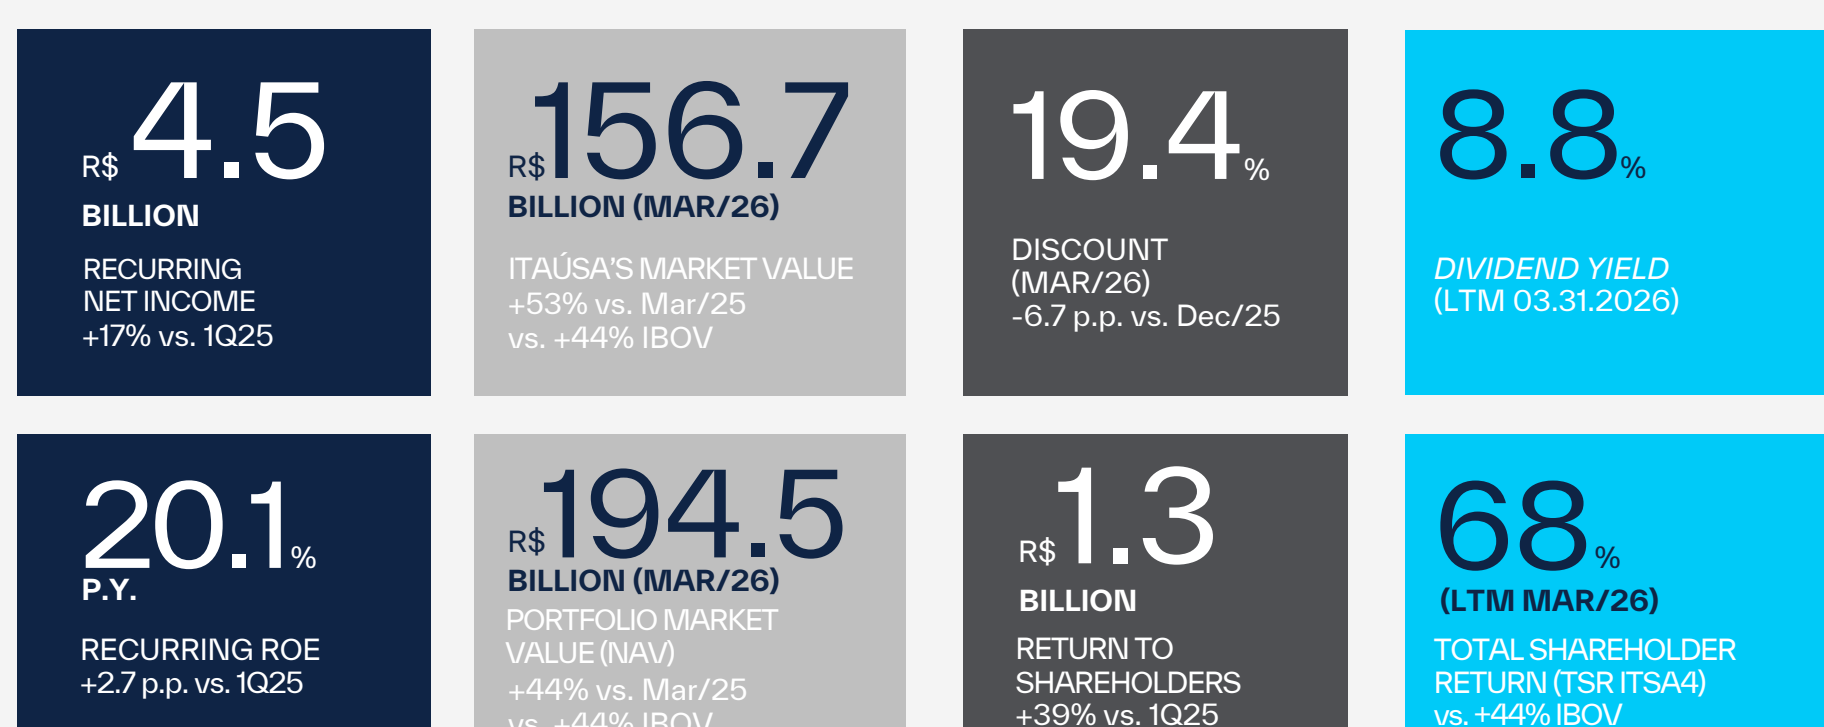 R$ 4.5
BILLION
RECURRING
NET INCOME
+17% vs. 1Q25
R$ 156.7
BILLION (MAR/26)
ITAÚSA'S MARKET VALUE
+53% vs. Mar/25
vs. +44% IBOV
19.4%
DISCOUNT
(MAR/26)
-6.7 p.p. vs. Dec/25
8.8%
DIVIDEND YIELD
(LTM 03.31.2026)
20.1%
P.Y.
RECURRING ROE
+2.7 p.p. vs. 1Q25
R$ 194.5
BILLION (MAR/26)
PORTFOLIO MARKET
VALUE (NAV)
+44% vs. Mar/25
vs. +44% IBOV
R$ 1.3
BILLION
RETURN TO
SHAREHOLDERS
+39% vs. 1Q25
68%
(LTM MAR/26)
TOTAL SHAREHOLDER
RETURN (TSR ITSA4)
vs. +44% IBOV